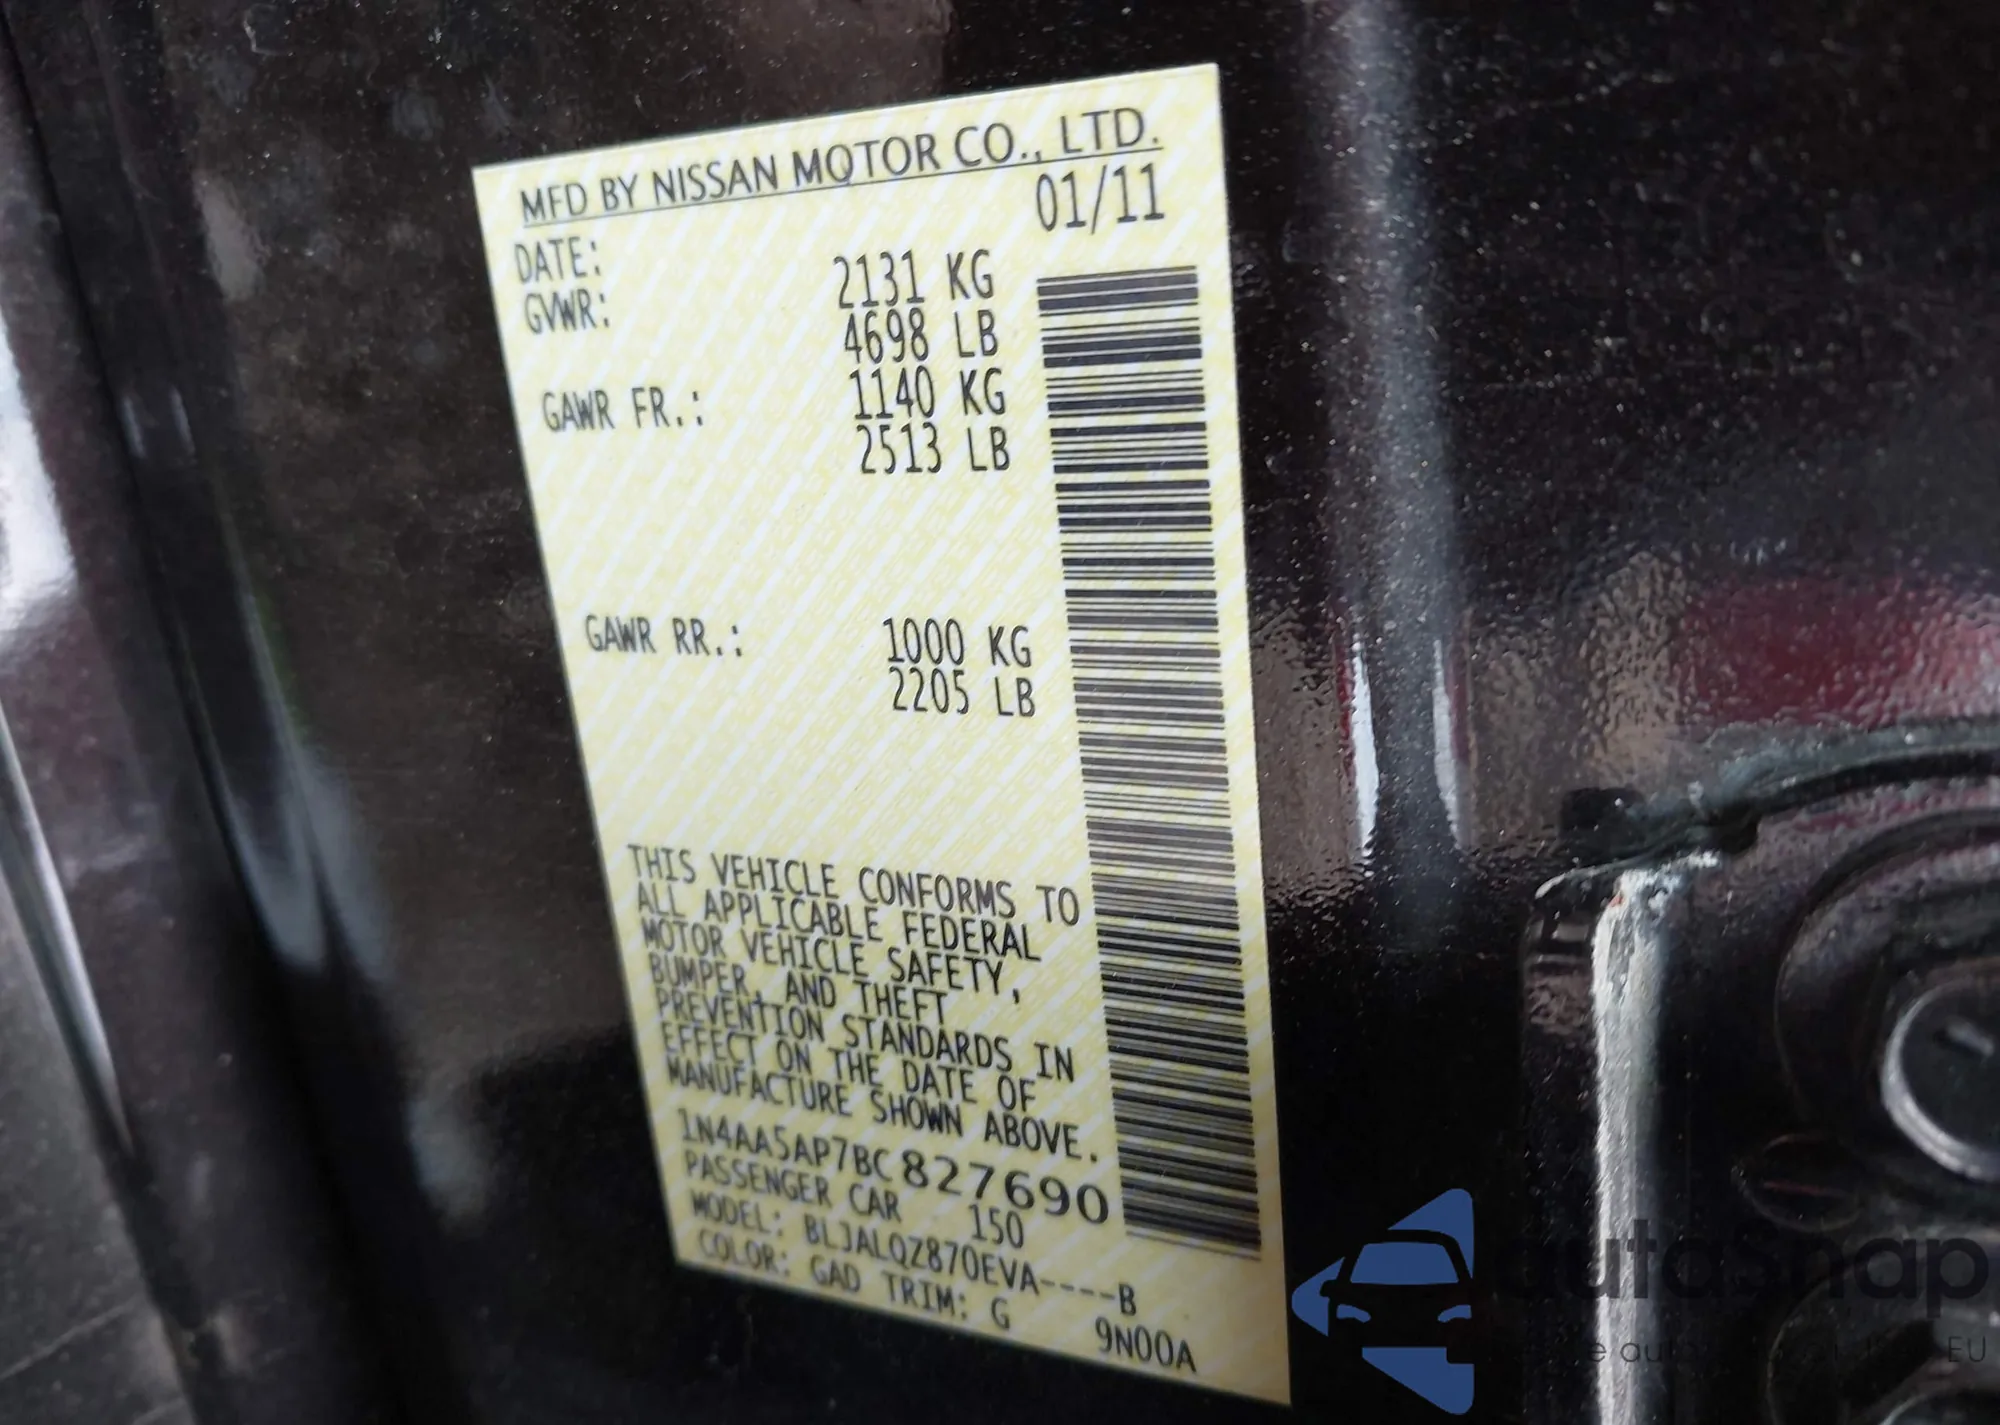 MFD BY NISSAN MOTOR CO., LTD.
DATE: 01/11
GVWR: 2131 KG
4698 LB
GAWR FR.: 1140 KG
2513 LB
GAWR RR.: 1000 KG
2205 LB
THIS VEHICLE CONFORMS TO
ALL APPLICABLE FEDERAL
MOTOR VEHICLE SAFETY,
BUMPER, AND THEFT
PREVENTION STANDARDS IN
EFFECT ON THE DATE OF
MANUFACTURE SHOWN ABOVE.
1N4AA5AP7BC827690
PASSENGER CAR 150
MODEL: BLJALQZ870EVA----B
COLOR: GAD TRIM: G 9N00A
autosnap
EU